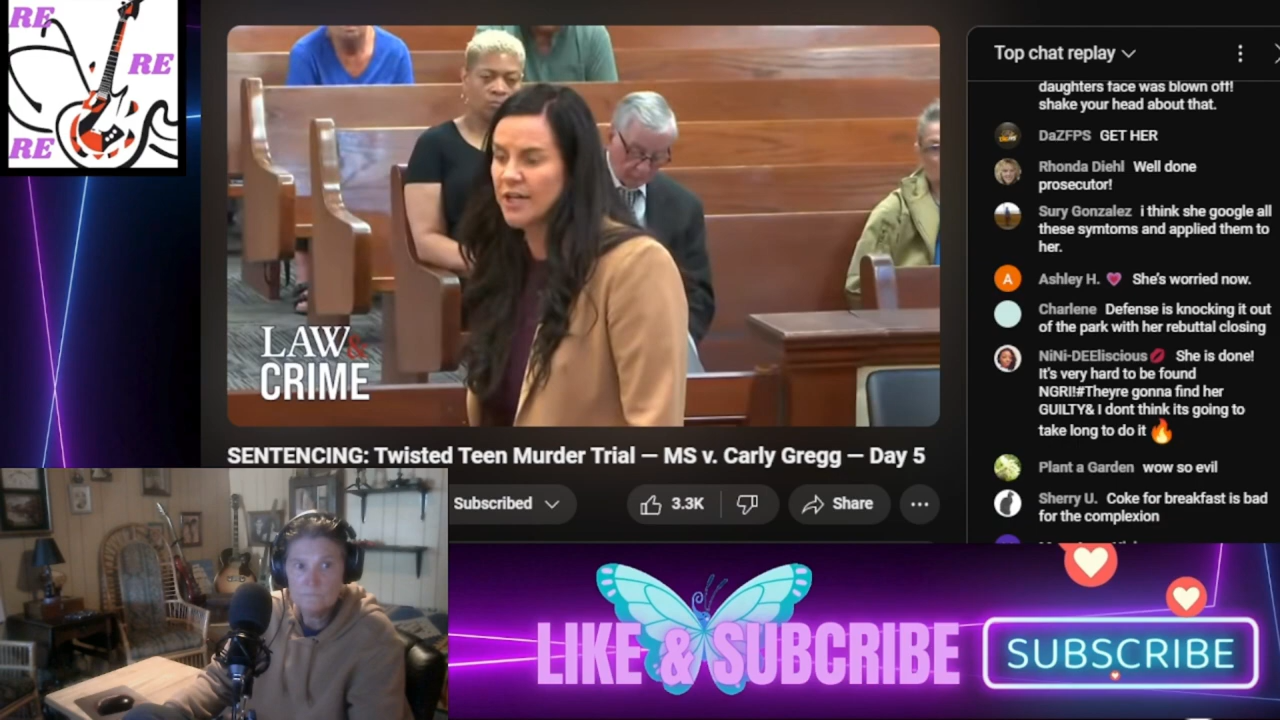 RE
RE
RE
LAW&
CRIME
SENTENCING: Twisted Teen Murder Trial — MS v. Carly Gregg — Day 5
Subscribed
3.3K
Share
Top chat replay
daughters face was blown off!
shake your head about that.
DaZFPS GET HER
Rhonda Diehl Well done
prosecutor!
Sury Gonzalez i think she google all
these symtoms and applied them to
her.
A
Ashley H. 💗 She's worried now.
Charlene Defense is knocking it out
of the park with her rebuttal closing
NiNi-DEEliscious💋 She is done!
It's very hard to be found
NGRI!#Theyre gonna find her
GUILTY& I dont think its going to
take long to do it🔥
Plant a Garden wow so evil
Sherry U. Coke for breakfast is bad
for the complexion
LIKE & SUBCRIBE
SUBSCRIBE